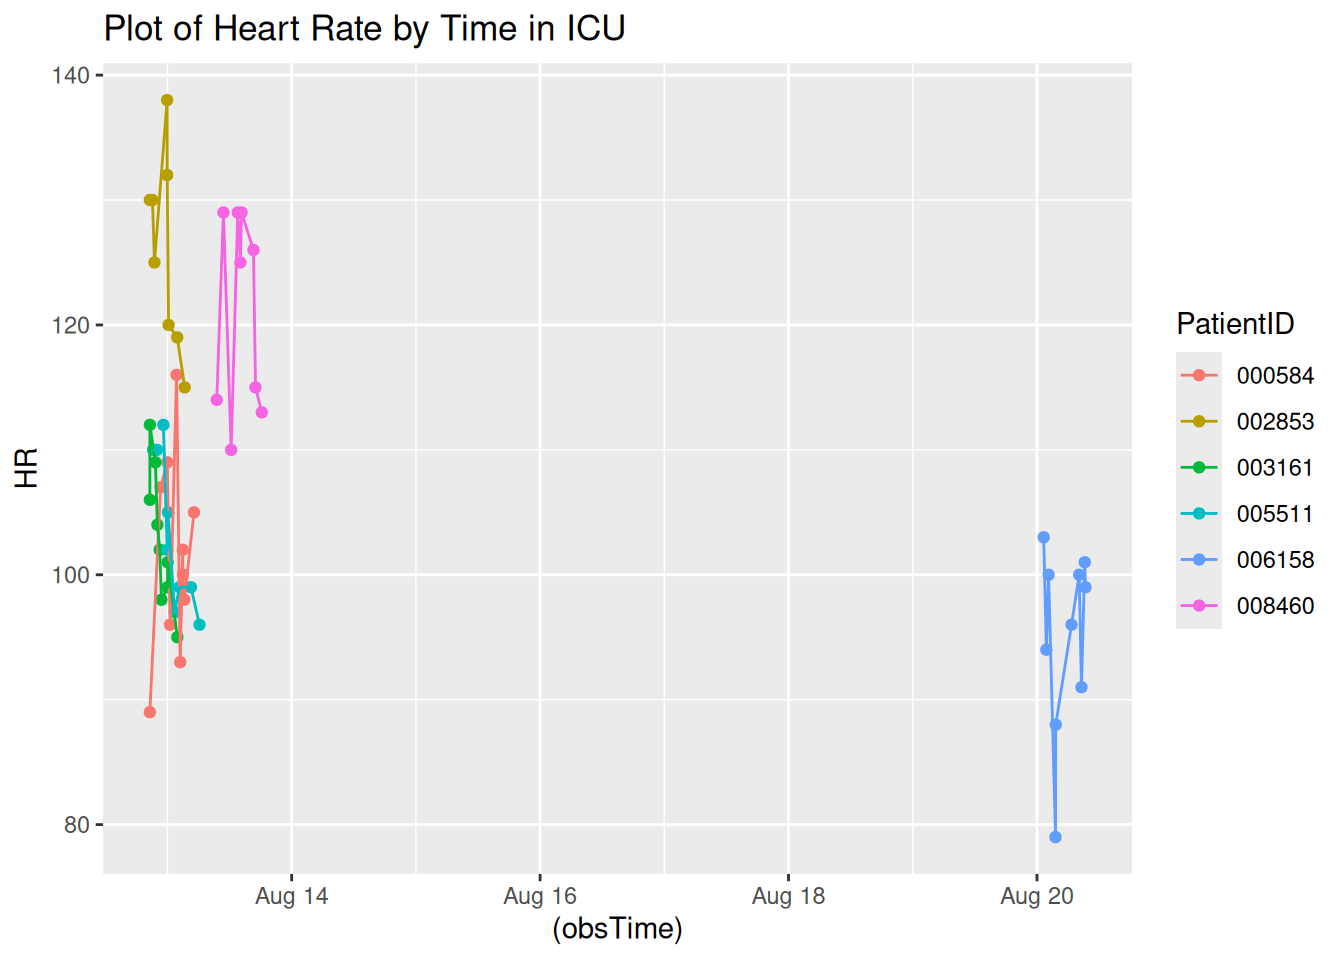 Plot of Heart Rate by Time in ICU
140
120
100
80
HR
Aug 14
Aug 16
Aug 18
Aug 20
(obsTime)
PatientID
000584
002853
003161
005511
006158
008460